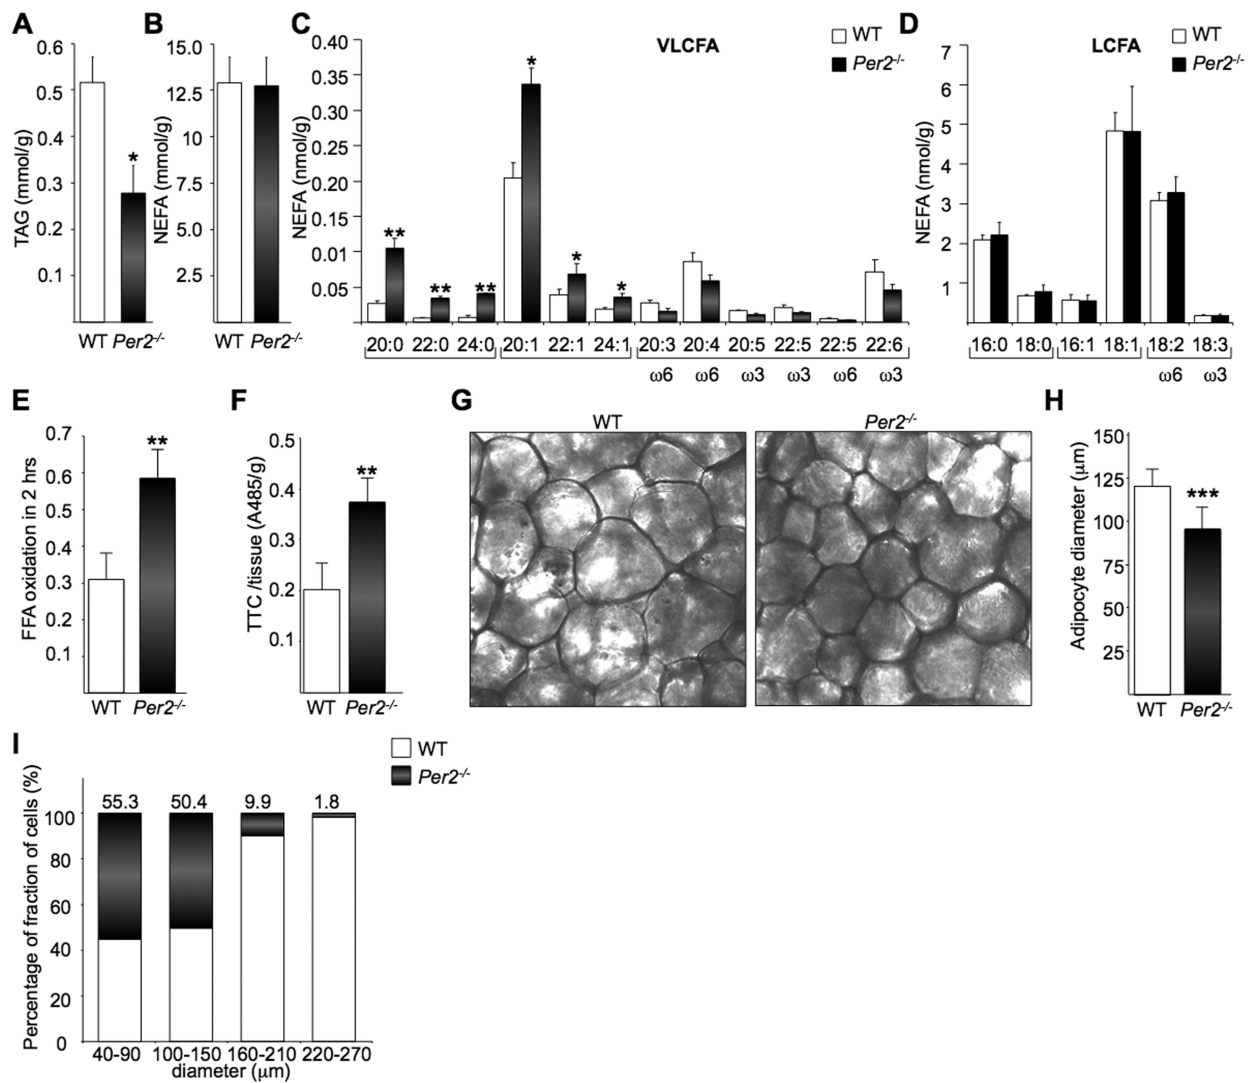 A
TAG (mmol/g)
0.6
0.5
0.4
0.3
0.2
0.1
*
WT Per2-/-
B
NEFA (mmol/g)
15.0
12.5
13
7.5
5.0
2.5
WT Per2-/-
C
VLCFA
WT
Per2-/-
NEFA (nmol/g)
0.40
0.35
0.30
0.25
0.20
0.15
0.10
0.01
0.05
** ** ** * * *
20:0 22:0 24:0 20:1 22:1 24:1 20:3 20:4 20:5 22:5 22:5 22:6
ω6 ω6 ω3 ω3 ω6 ω3
D
LCFA
WT
Per2-/-
NEFA (nmol/g)
7
6
5
4
3
2
1
16:0 18:0 16:1 18:1 18:2 18:3
ω6 ω3
E
FFA oxidation in 2 hrs
0.7
0.6
0.5
0.4
0.3
0.2
0.1
**
WT Per2-/-
F
TTC /tissue (A485/g)
0.5
0.4
0.3
0.2
0.1
**
WT Per2-/-
G
WT
Per2-/-
H
Adipocyte diameter (µm)
150
125
100
75
50
25
***
WT Per2-/-
I
WT
Per2-/-
Percentage of fraction of cells (%)
55.3 50.4 9.9 1.8
100
80
60
40
20
0
40-90 100-150 160-210 220-270
diameter (µm)